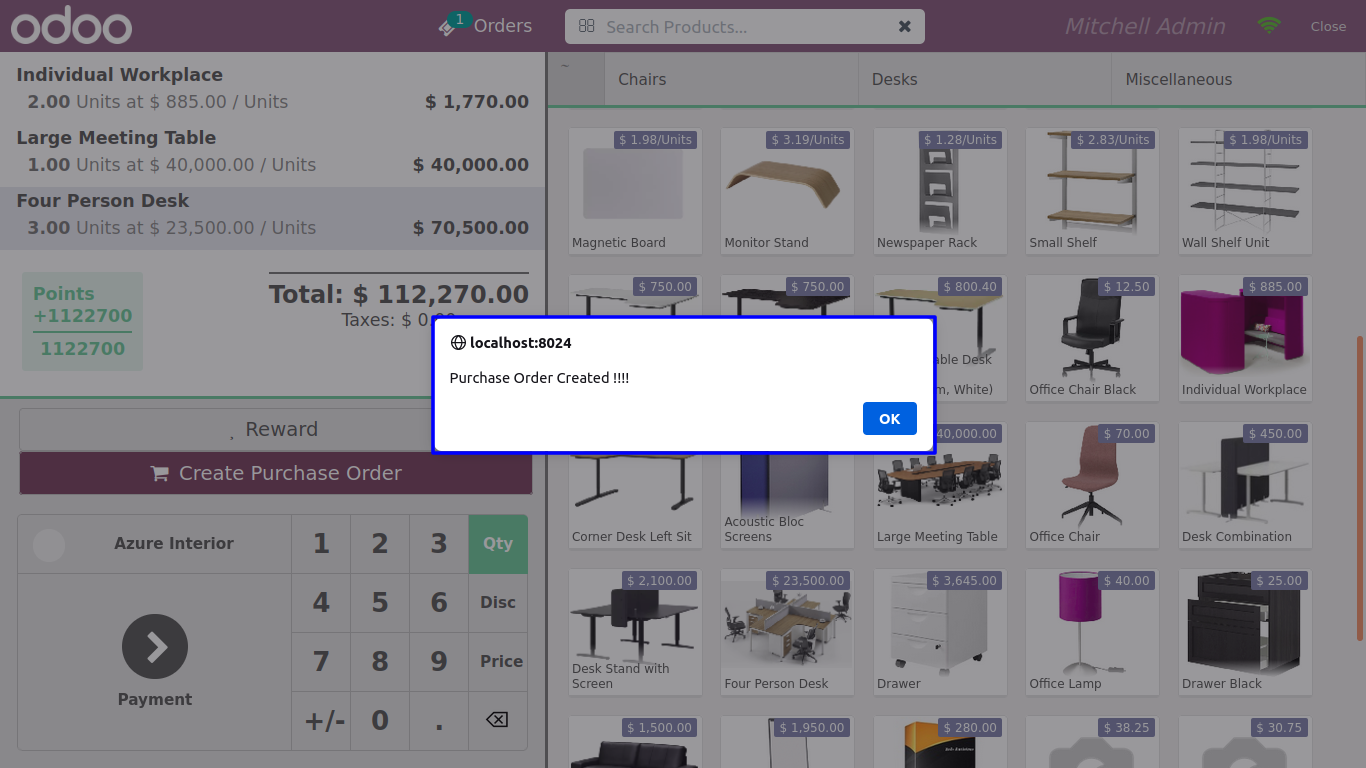 odoo
1
Orders
Search Products...
Mitchell Admin
Close
Individual Workplace
2.00 Units at $ 885.00 / Units $ 1,770.00
Large Meeting Table
1.00 Units at $ 40,000.00 / Units $ 40,000.00
Four Person Desk
3.00 Units at $ 23,500.00 / Units $ 70,500.00
Points
+1122700
1122700
Total: $ 112,270.00
Taxes: $
Reward
Create Purchase Order
Azure Interior
1 2 3 Qty
4 5 6 Disc
7 8 9 Price
+/- 0 .
Payment
~ Chairs Desks Miscellaneous
$ 1.98/Units $ 3.19/Units $ 1.28/Units $ 2.83/Units $ 1.98/Units
Magnetic Board Monitor Stand Newspaper Rack Small Shelf Wall Shelf Unit
$ 750.00 $ 750.00 $ 800.40 $ 12.50 $ 885.00
Desk
White) Office Chair Black Individual Workplace
localhost:8024
Purchase Order Created !!!!
OK
40,000.00 $ 70.00 $ 450.00
Acoustic Bloc
Corner Desk Left Sit Screens Large Meeting Table Office Chair Desk Combination
$ 2,100.00 $ 23,500.00 $ 3,645.00 $ 40.00 $ 25.00
Desk Stand with
Screen Four Person Desk Drawer Office Lamp Drawer Black
$ 1,500.00 $ 1,950.00 $ 280.00 $ 38.25 $ 30.75